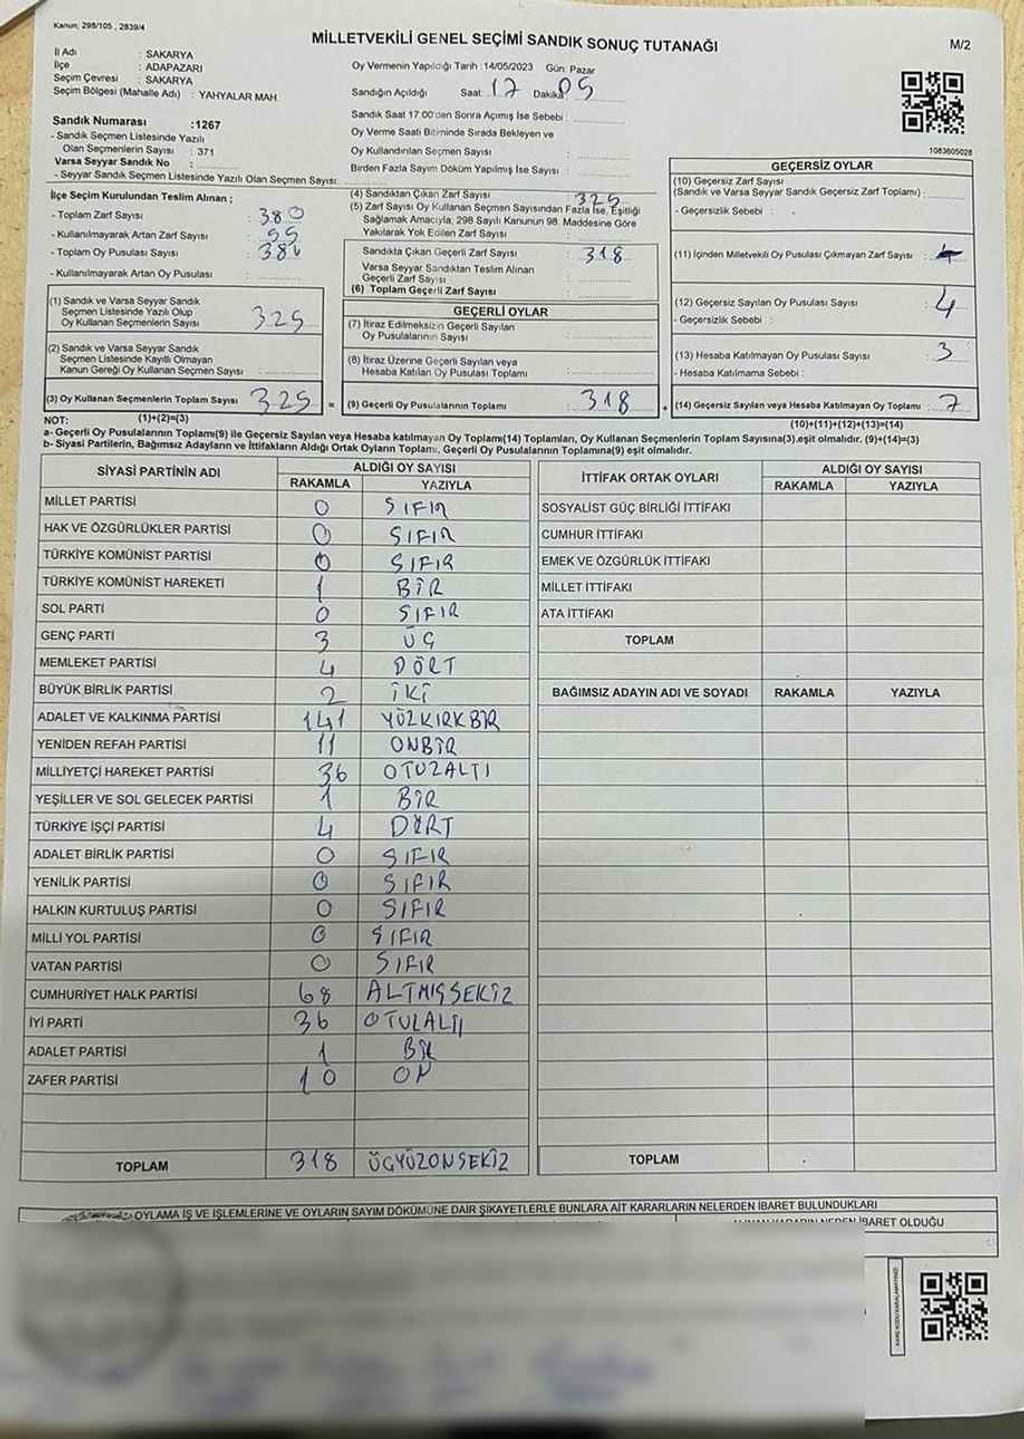 Kanun; 298/105 , 2839/4
MİLLETVEKİLİ GENEL SEÇİMİ SANDIK SONUÇ TUTANAĞI
M/2
İl Adı : SAKARYA
İlçe : ADAPAZARI
Seçim Çevresi : SAKARYA
Seçim Bölgesi (Mahalle Adı) : YAHYALAR MAH.
Oy Vermenin Yapıldığı Tarih :14/05/2023 Gün: Pazar
Sandığın Açıldığı Saat 17 Dakika 05
Sandık Saat 17:00'den Sonra Açımış İse Sebebi :
Oy Verme Saati Bitiminde Sırada Bekleyen ve
Oy Kullandırılan Seçmen Sayısı :
Birden Fazla Sayım Döküm Yapılmış İse Sayısı :
Sandık Numarası :1267
- Sandık Seçmen Listesinde Yazılı
Olan Seçmenlerin Sayısı : 371
Varsa Seyyar Sandık No :
- Seyyar Sandık Seçmen Listesinde Yazılı Olan Seçmen Sayısı:
1083605028
İlçe Seçim Kurulundan Teslim Alınan ;
- Toplam Zarf Sayısı : 380
- Kullanılmayarak Artan Zarf Sayısı : 55
- Toplam Oy Pusulası Sayısı :
- Kullanılmayarak Artan Oy Pusulası :
(4) Sandıktan Çıkan Zarf Sayısı : 325
(5) Zarf Sayısı Oy Kullanan Seçmen Sayısından Fazla İse, Eşitliği
Sağlamak Amacıyla, 298 Sayılı Kanunun 98. Maddesine Göre
Yakılarak Yok Edilen Zarf Sayısı :
Sandıkta Çıkan Geçerli Zarf Sayısı : 318
Varsa Seyyar Sandıktan Teslim Alınan
Geçerli Zarf Sayısı :
(6) Toplam Geçerli Zarf Sayısı :
GEÇERSİZ OYLAR
(10) Geçersiz Zarf Sayısı
(Sandık ve Varsa Seyyar Sandık Geçersiz Zarf Toplamı) :
- Geçersizlik Sebebi :
(11) İçinden Milletvekili Oy Pusulası Çıkmayan Zarf Sayısı :
(12) Geçersiz Sayılan Oy Pusulası Sayısı : 4
- Geçersizlik Sebebi :
(13) Hesaba Katılmayan Oy Pusulası Sayısı : 3
- Hesaba Katılmama Sebebi :
(14) Geçersiz Sayılan veya Hesaba Katılmayan Oy Toplamı : 7
(10)+(11)+(12)+(13)=(14)
(1) Sandık ve Varsa Seyyar Sandık
Seçmen Listesinde Yazılı Olup
Oy Kullanan Seçmenlerin Sayısı : 325
(2) Sandık ve Varsa Seyyar Sandık
Seçmen Listesinde Kayıtlı Olmayan
Kanun Gereği Oy Kullanan Seçmen Sayısı :
(3) Oy Kullanan Seçmenlerin Toplam Sayısı : 325 =
(1)+(2)=(3)
GEÇERLİ OYLAR
(7) İtiraz Edilmeksizin Geçerli Sayılan
Oy Pusulalarının Sayısı :
(8) İtiraz Üzerine Geçerli Sayılan veya
Hesaba Katılan Oy Pusulası Toplamı :
(9) Geçerli Oy Pusulalarının Toplamı : 318 +
NOT:
a- Geçerli Oy Pusulalarının Toplamı(9) ile Geçersiz Sayılan veya Hesaba katılmayan Oy Toplamı(14) Toplamları, Oy Kullanan Seçmenlerin Toplam Sayısına(3) eşit olmalıdır. (9)+(14)=(3)
b- Siyasi Partilerin, Bağımsız Adayların ve İttifakların Aldığı Ortak Oyların Toplamı, Geçerli Oy Pusulalarının Toplamına(9) eşit olmalıdır.
SİYASİ PARTİNİN ADI ALDIĞI OY SAYISI
RAKAMLA YAZIYLA
MİLLET PARTİSİ 0 SIFIR
HAK VE ÖZGÜRLÜKLER PARTİSİ 0 SIFIR
TÜRKİYE KOMÜNİST PARTİSİ 0 SIFIR
TÜRKİYE KOMÜNİST HAREKETİ 1 BİR
SOL PARTİ 0 SIFIR
GENÇ PARTİ 3 ÜÇ
MEMLEKET PARTİSİ 4 DÖRT
BÜYÜK BİRLİK PARTİSİ 2 İKİ
ADALET VE KALKINMA PARTİSİ 141 YÜZKIRKBİR
YENİDEN REFAH PARTİSİ 11 ONBİR
MİLLİYETÇİ HAREKET PARTİSİ 36 OTUZALTI
YEŞİLLER VE SOL GELECEK PARTİSİ 1 BİR
TÜRKİYE İŞÇİ PARTİSİ 4 DÖRT
ADALET BİRLİK PARTİSİ 0 SIFIR
YENİLİK PARTİSİ 0 SIFIR
HALKIN KURTULUŞ PARTİSİ 0 SIFIR
MİLLİ YOL PARTİSİ 0 SIFIR
VATAN PARTİSİ 0 SIFIR
CUMHURİYET HALK PARTİSİ 68 ALTMIŞSEKİZ
İYİ PARTİ 36 OTUZALTI
ADALET PARTİSİ 1 BİR
ZAFER PARTİSİ 10 ON
TOPLAM 318 ÜÇYÜZONSEKİZ
İTTİFAK ORTAK OYLARI ALDIĞI OY SAYISI
RAKAMLA YAZIYLA
SOSYALİST GÜÇ BİRLİĞİ İTTİFAKI
CUMHUR İTTİFAKI
EMEK VE ÖZGÜRLÜK İTTİFAKI
MİLLET İTTİFAKI
ATA İTTİFAKI
TOPLAM
BAĞIMSIZ ADAYIN ADI VE SOYADI RAKAMLA YAZIYLA
TOPLAM
OYLAMA İŞ VE İŞLEMLERİNE VE OYLARIN SAYIM DÖKÜMÜNE DAİR ŞİKAYETLERLE BUNLARA AİT KARARLARIN NELERDEN İBARET BULUNDUKLARI
İBARET OLDUĞU